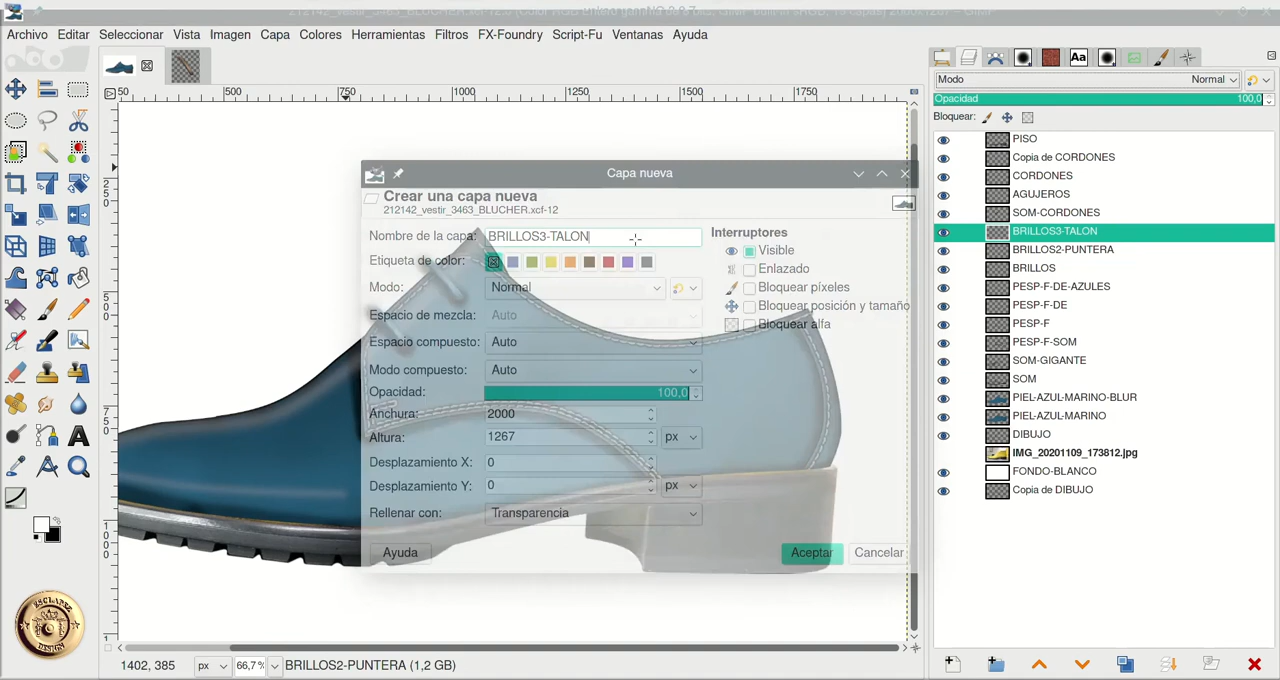 Archivo Editar Seleccionar Vista Imagen Capa Colores Herramientas Filtros FX-Foundry Script-Fu Ventanas Ayuda
500 750 1000 1250 1500 1750
Capa nueva
Crear una capa nueva
212142_vestir_3463_BLUCHER.xcf-12
Nombre de la capa: BRILLOS3-TALON
Etiqueta de color:
Modo: Normal
Espacio de mezcla: Auto
Espacio compuesto: Auto
Modo compuesto: Auto
Opacidad: 100,0
Anchura: 2000
Altura: 1267 px
Desplazamiento X: 0
Desplazamiento Y: 0 px
Rellenar con: Transparencia
Interruptores
Visible
Enlazado
Bloquear píxeles
Bloquear posición y tamaño
Bloquear alfa
Ayuda Aceptar Cancelar
Modo Normal
Opacidad 100,0
Bloquear:
PISO
Copia de CORDONES
CORDONES
AGUJEROS
SOM-CORDONES
BRILLOS3-TALON
BRILLOS2-PUNTERA
BRILLOS
PESP-F-DE-AZULES
PESP-F-DE
PESP-F
PESP-F-SOM
SOM-GIGANTE
SOM
PIEL-AZUL-MARINO-BLUR
PIEL-AZUL-MARINO
DIBUJO
IMG_20201109_173812.jpg
FONDO-BLANCO
Copia de DIBUJO
ESCLAPEZ
DESIGN
1402, 385 px 66,7 % BRILLOS2-PUNTERA (1,2 GB)